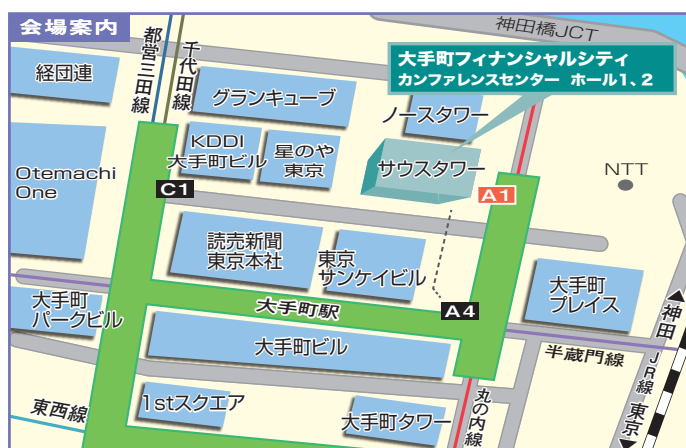 会場案内
神田橋JCT
都営三田線
千代田線
大手町フィナンシャルシティ
カンファレンスセンター ホール1、2
経団連
グランキューブ
ノースタワー
KDDI
大手町ビル
星のや
東京
サウスタワー
NTT
Otemachi
One
C1
A1
読売新聞
東京本社
東京
サンケイビル
大手町
プレイス
大手町
パークビル
大手町駅
A4
神田
JR線
東京
大手町ビル
半蔵門線
東西線
1stスクエア
大手町タワー
丸の内線